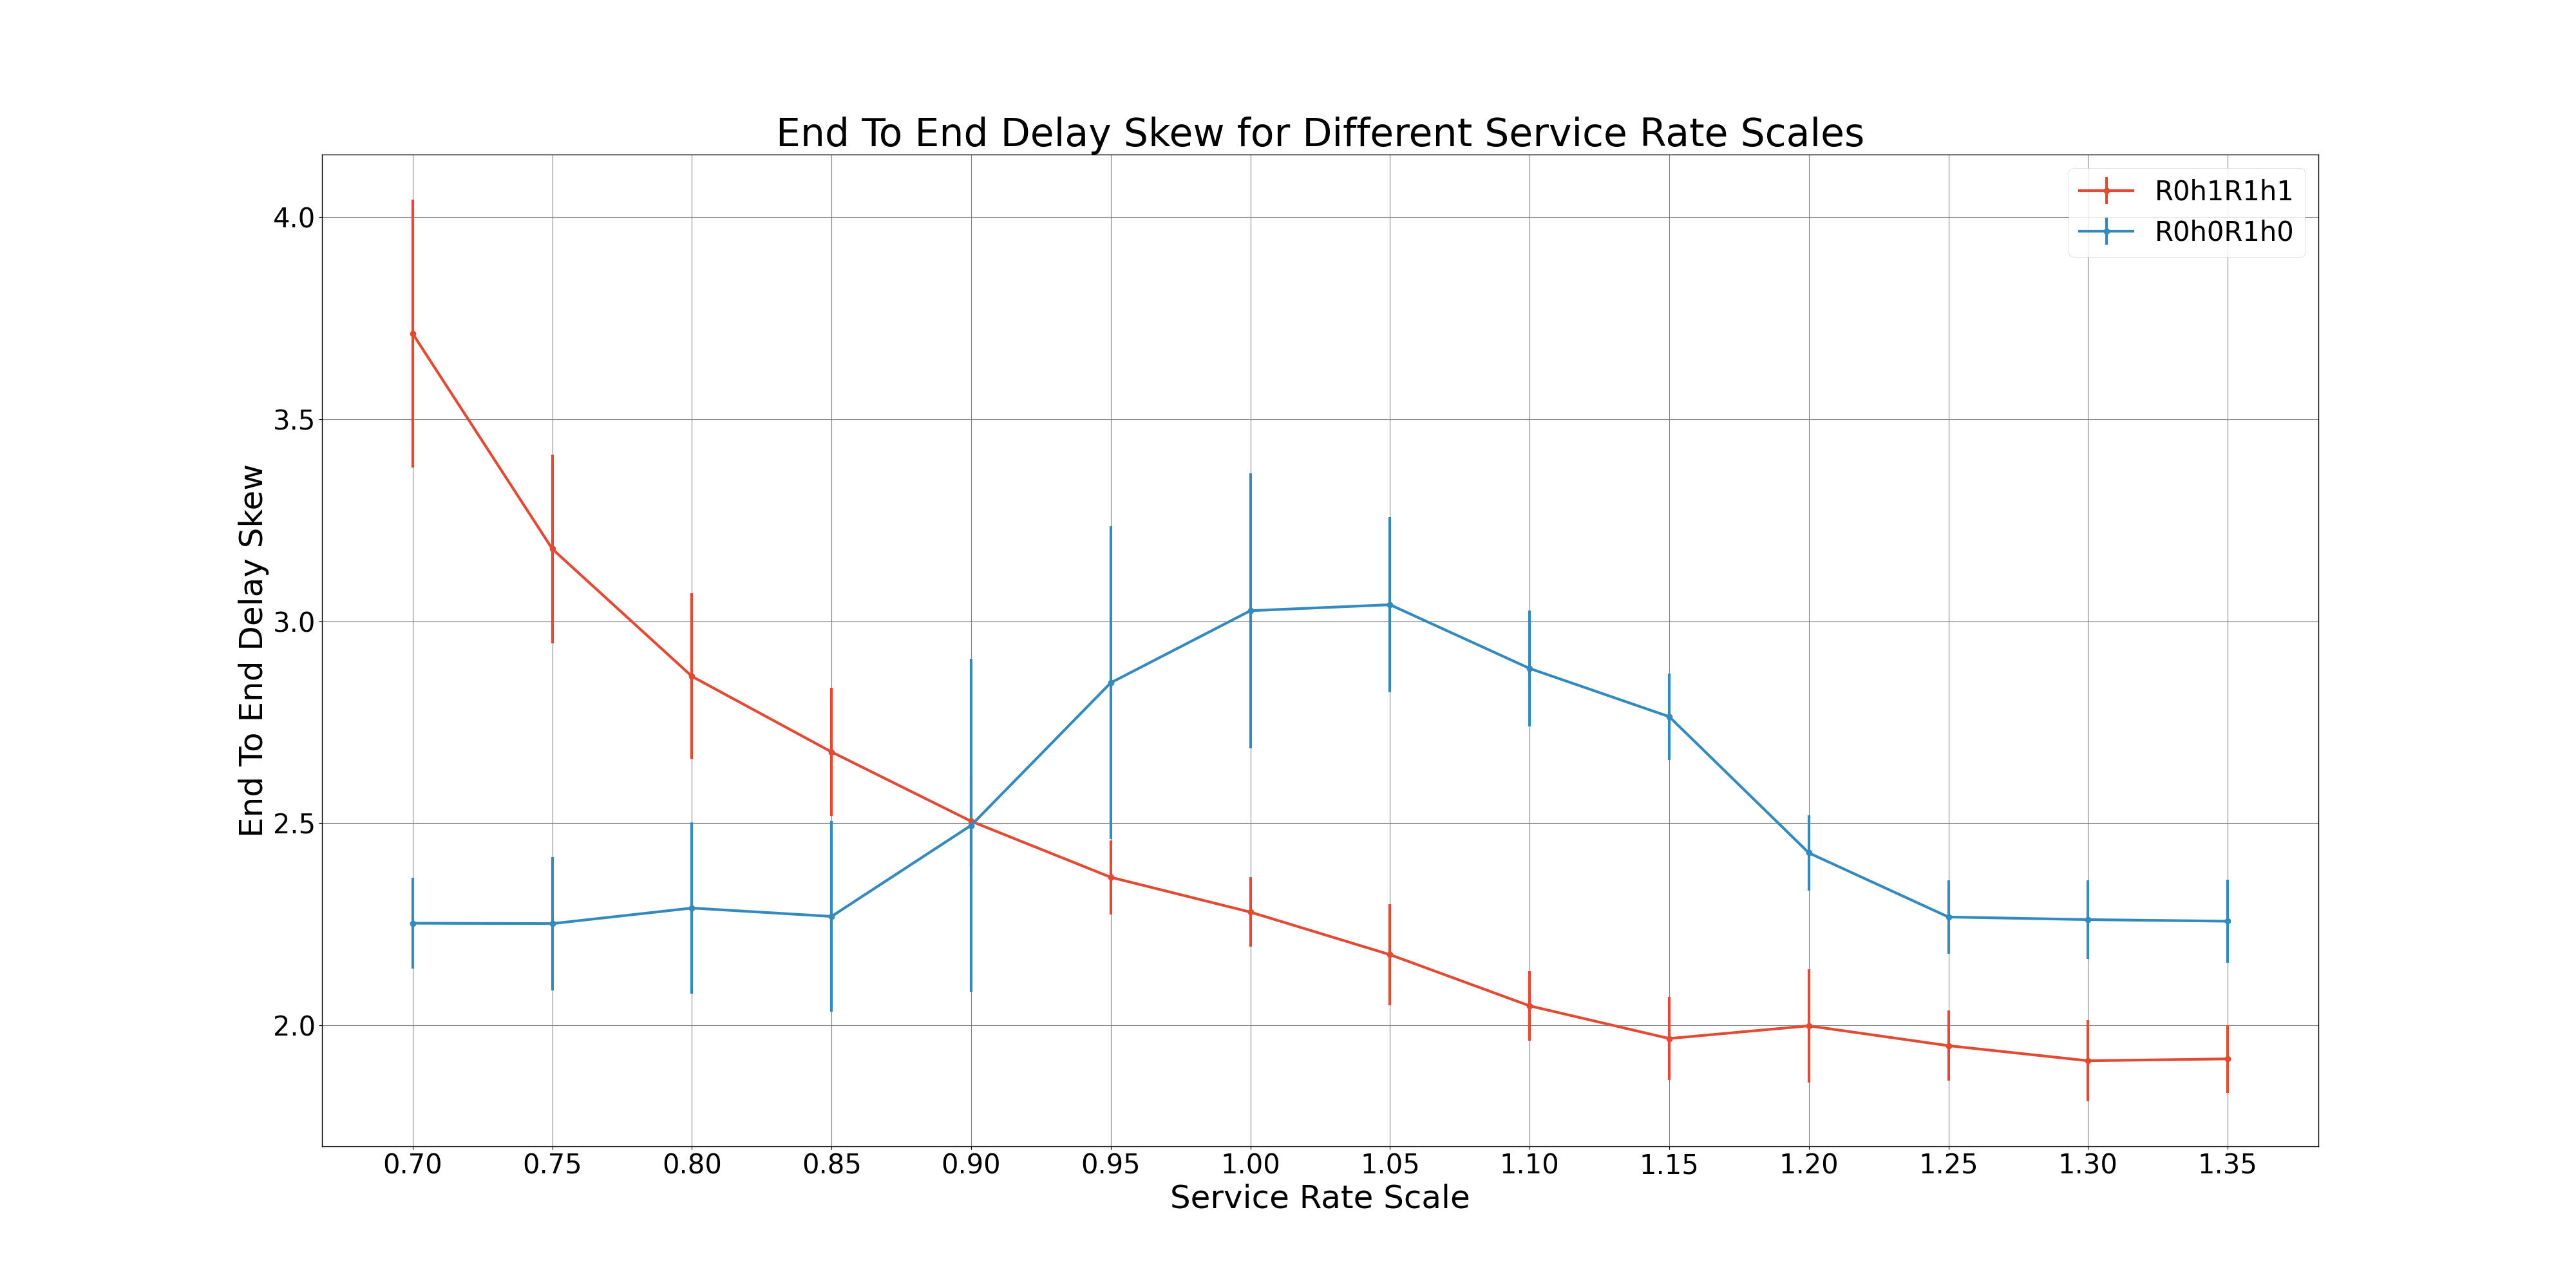 End To End Delay Skew for Different Service Rate Scales
R0h1R1h1
R0h0R1h0
End To End Delay Skew
4.0
3.5
3.0
2.5
2.0
0.70 0.75 0.80 0.85 0.90 0.95 1.00 1.05 1.10 1.15 1.20 1.25 1.30 1.35
Service Rate Scale